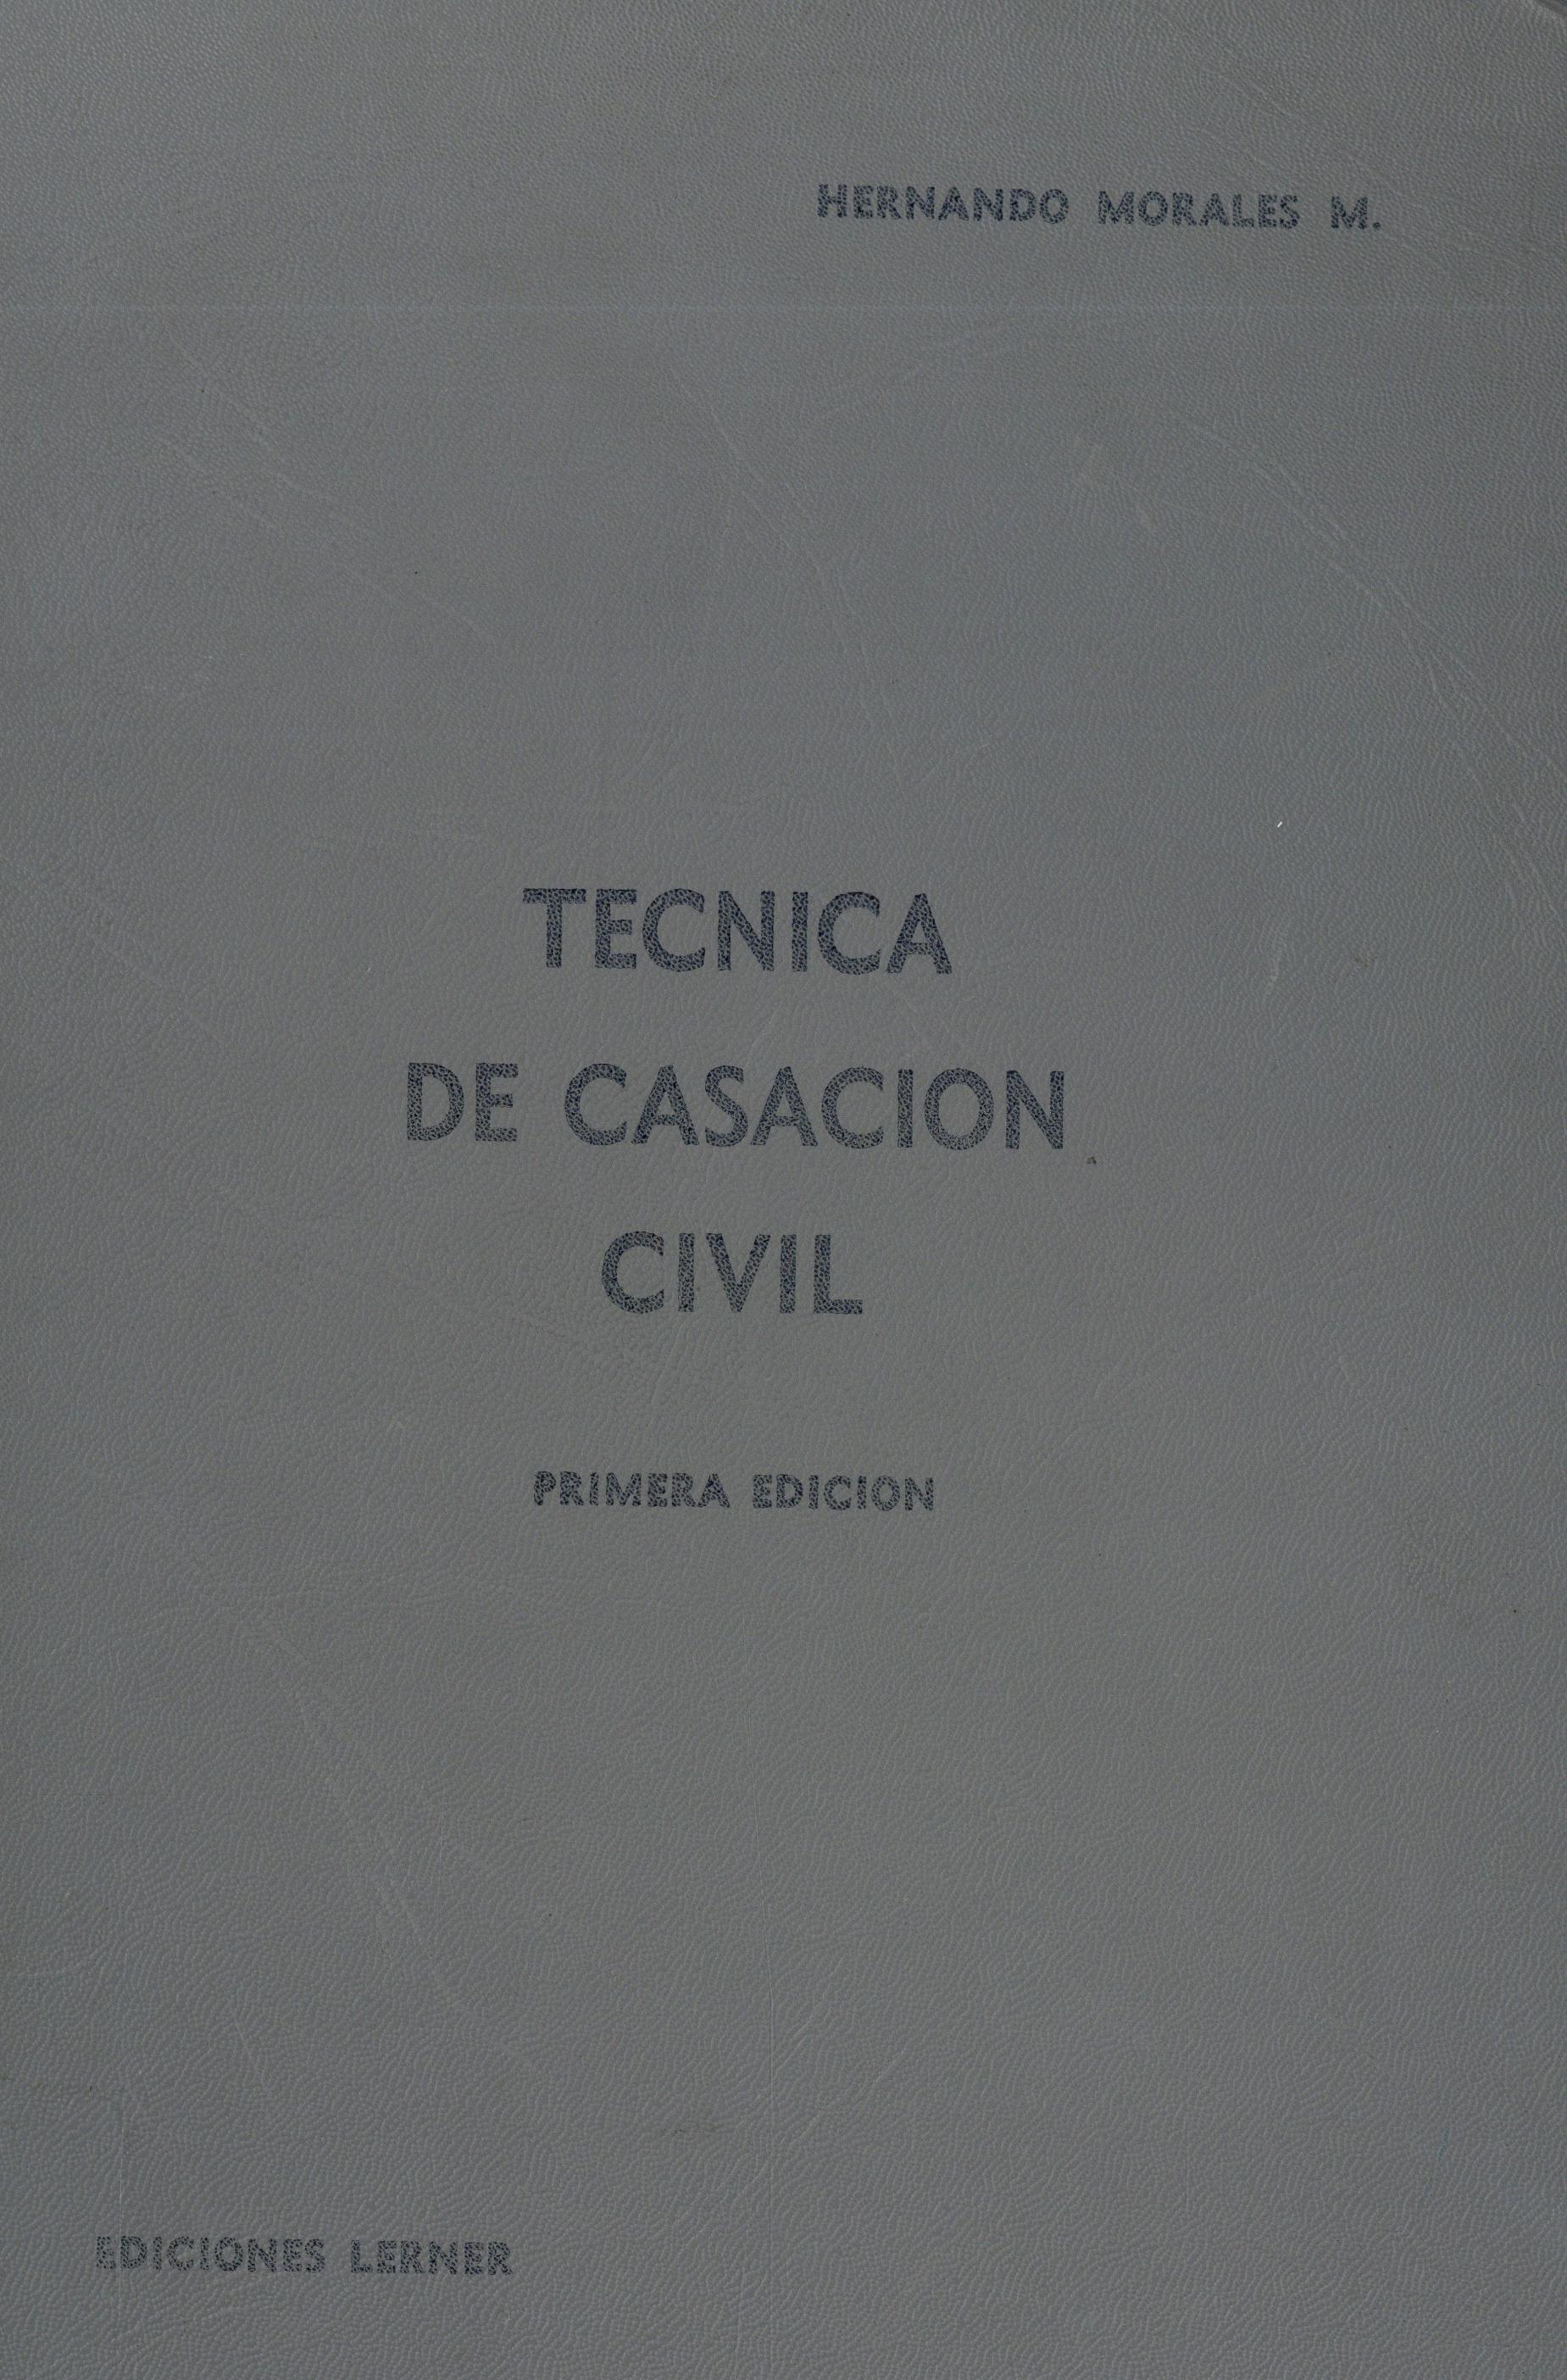 HERNANDO MORALES M.
TECNICA
DE CASACION
CIVIL
PRIMERA EDICION
EDICIONES LERNER